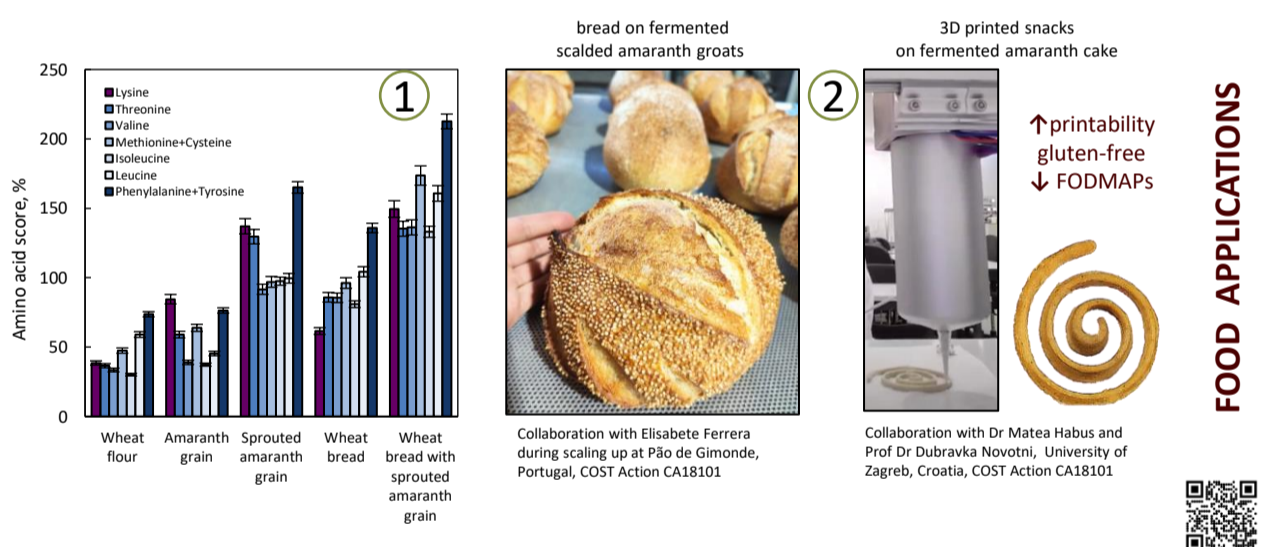 250
200
150
100
50
0
Amino acid score, %
Lysine
Threonine
Valine
Methionine+Cysteine
Isoleucine
Leucine
Phenylalanine+Tyrosine
1
Wheat
flour
Amaranth
grain
Sprouted
amaranth
grain
Wheat
bread
Wheat
bread with
sprouted
amaranth
grain
bread on fermented
scalded amaranth groats
Collaboration with Elisabete Ferrera
during scaling up at Pão de Gimonde,
Portugal, COST Action CA18101
2
3D printed snacks
on fermented amaranth cake
↑printability
gluten-free
↓ FODMAPs
Collaboration with Dr Matea Habus and
Prof Dr Dubravka Novotni, University of
Zagreb, Croatia, COST Action CA18101
FOOD APPLICATIONS